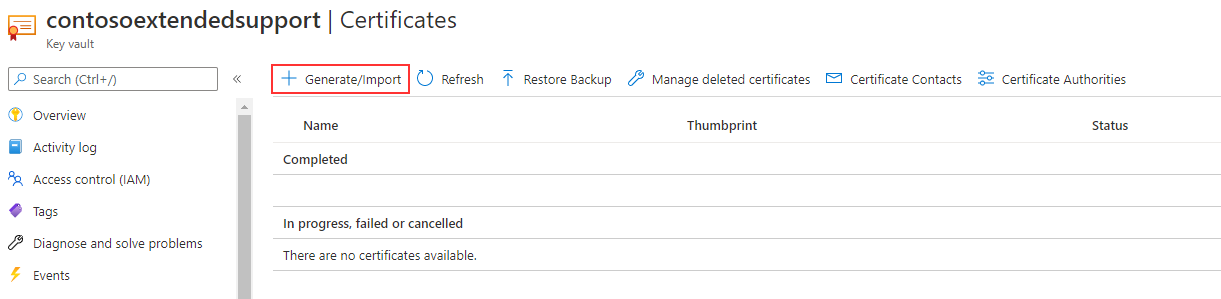 contosoextendedsupport | Certificates
Key vault
Search (Ctrl+/)
Overview
Activity log
Access control (IAM)
Tags
Diagnose and solve problems
Events
Generate/Import Refresh Restore Backup Manage deleted certificates Certificate Contacts Certificate Authorities
Name Thumbprint Status
Completed
In progress, failed or cancelled
There are no certificates available.